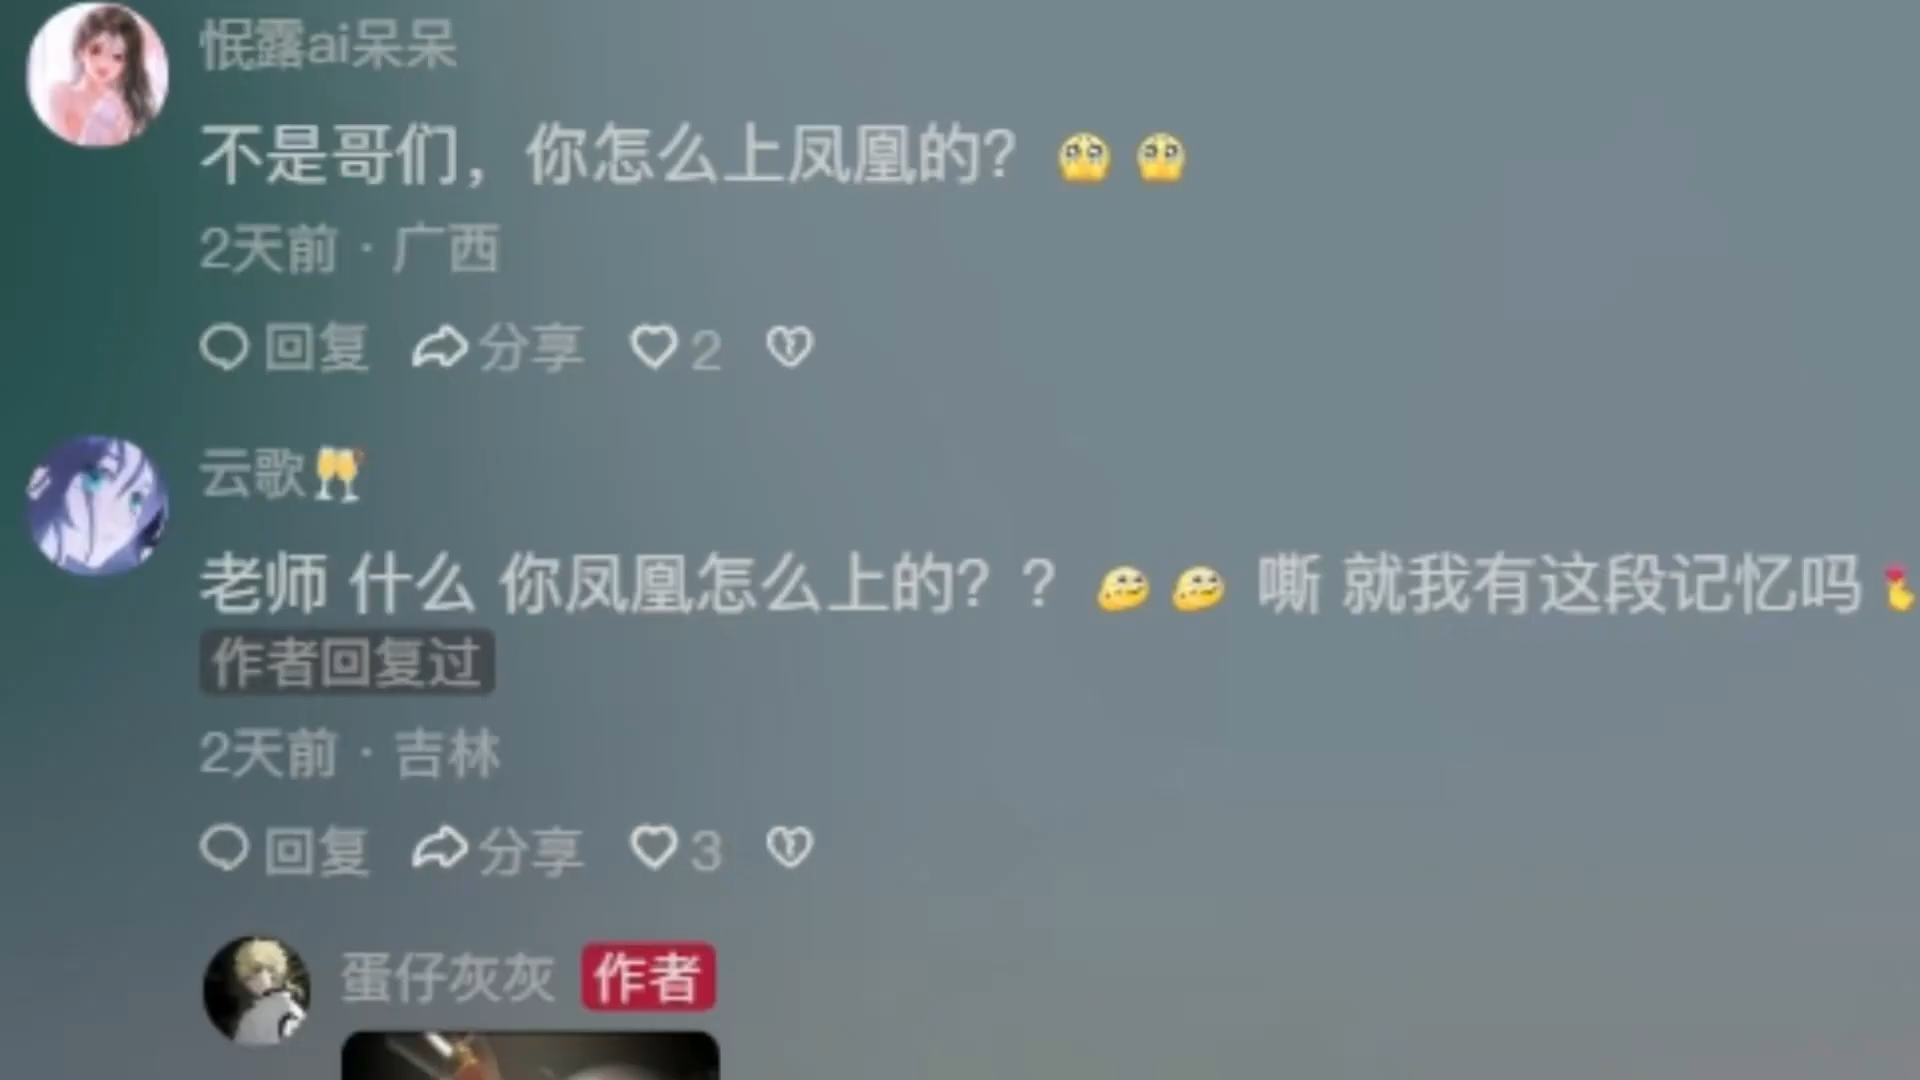 怋露ai呆呆
不是哥们，你怎么上凤凰的？
2天前 · 广西
回复 分享 2
云歌🥂
老师 什么 你凤凰怎么上的？？ 嘶 就我有这段记忆吗
作者回复过
2天前 · 吉林
回复 分享 3
蛋仔灰灰 作者